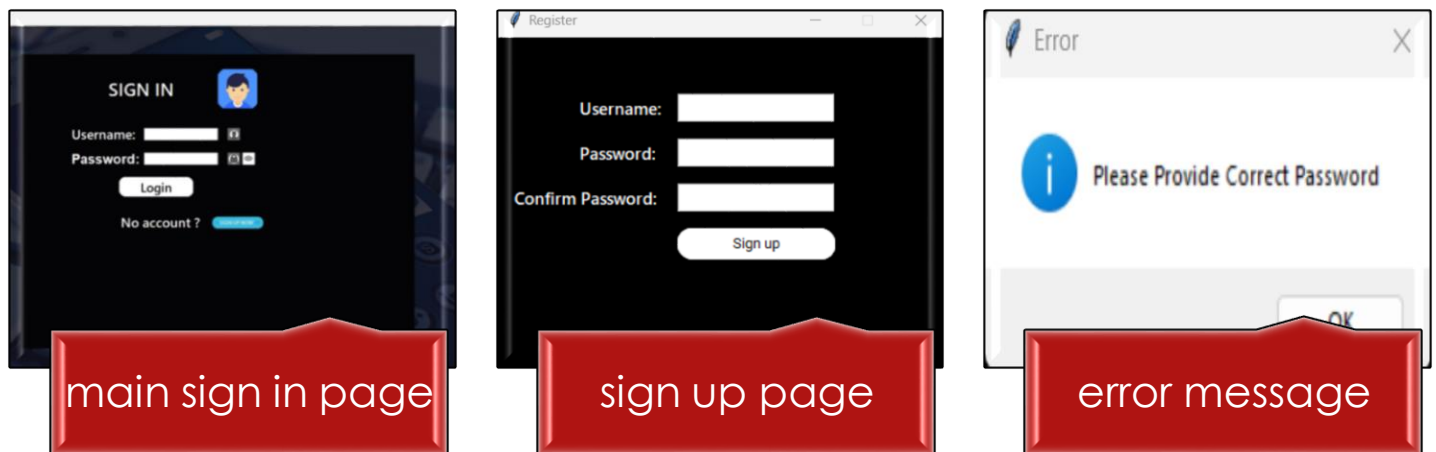 SIGN IN
Username:
Password:
Login
No account ?
main sign in page
Register
Username:
Password:
Confirm Password:
Sign up
sign up page
Error
Please Provide Correct Password
OK
error message